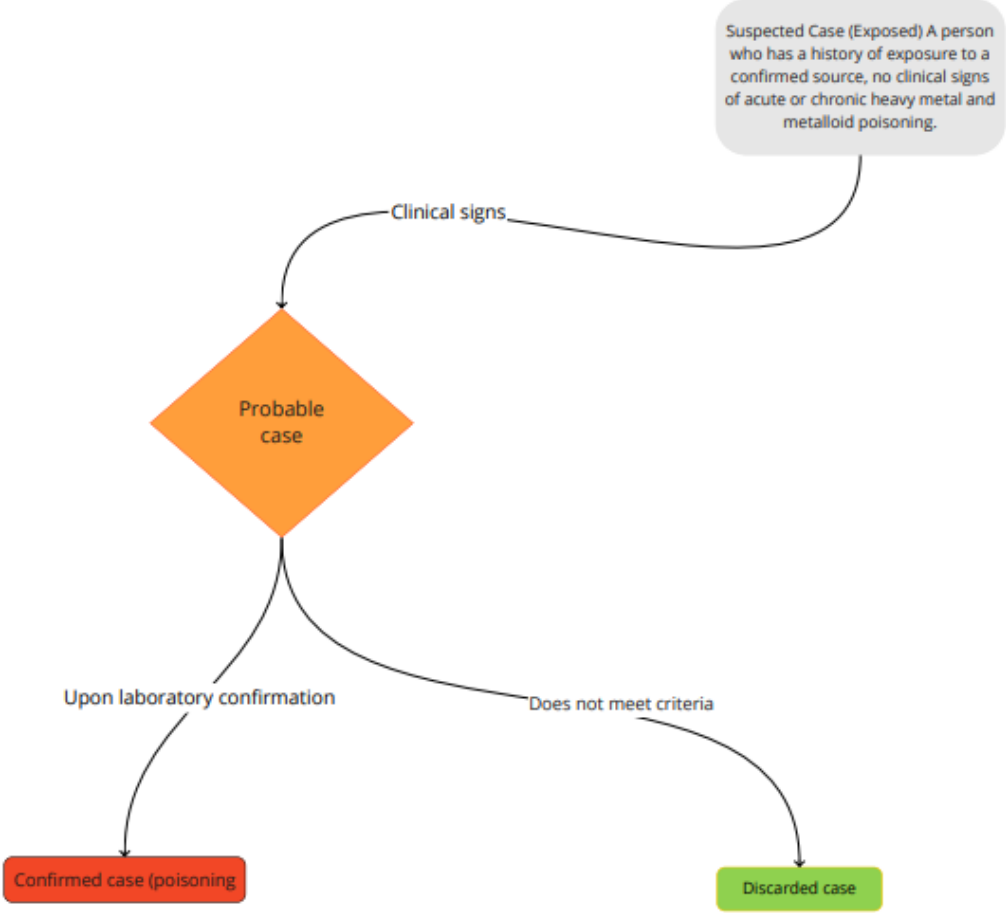 Suspected Case (Exposed) A person
who has a history of exposure to a
confirmed source, no clinical signs
of acute or chronic heavy metal and
metalloid poisoning.
Clinical signs
Probable
case
Upon laboratory confirmation
Does not meet criteria
Confirmed case (poisoning
Discarded case